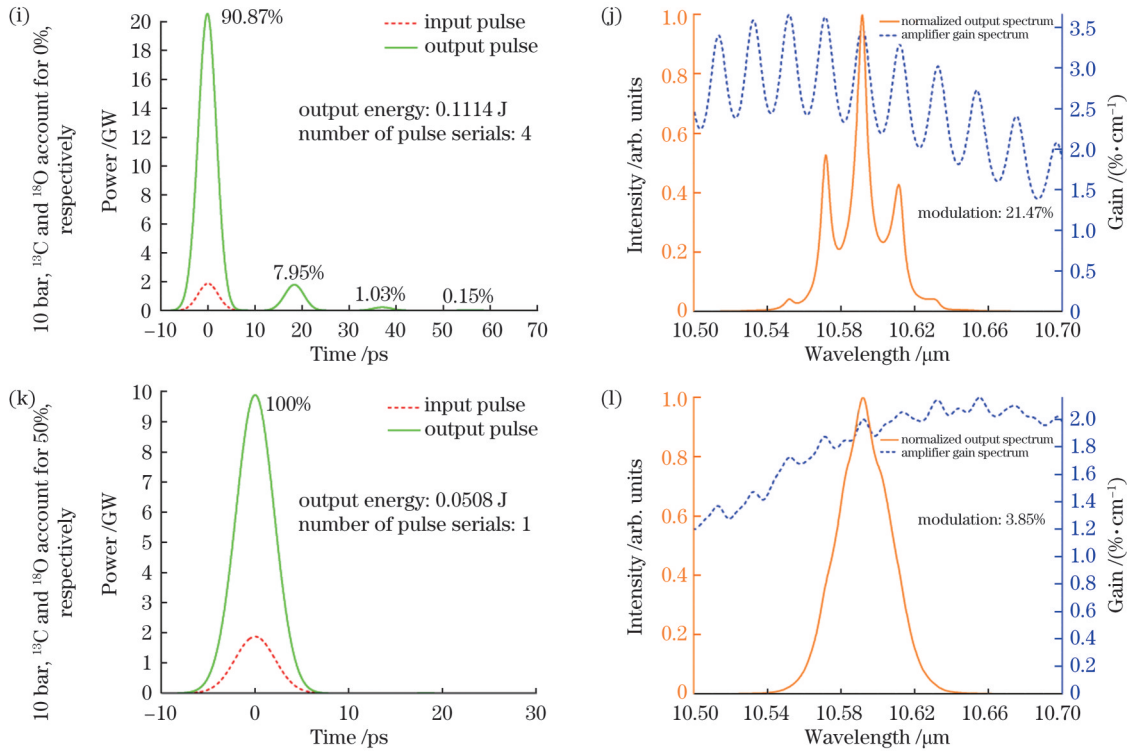 (i)
10 bar, ¹³C and ¹⁸O account for 0%,
respectively
Power /GW
20
18
16
14
12
10
8
6
4
2
0
90.87%
input pulse
output pulse
output energy: 0.1114 J
number of pulse serials: 4
7.95%
1.03%
0.15%
-10 0 10 20 30 40 50 60 70
Time /ps
(j)
Intensity /arb. units
1.0
0.8
0.6
0.4
0.2
0
normalized output spectrum
amplifier gain spectrum
modulation: 21.47%
3.5
3.0
2.5
2.0
1.5
1.0
0.5
0
Gain /(%·cm⁻¹)
10.50 10.54 10.58 10.62 10.66 10.70
Wavelength /μm
(k)
10 bar, ¹³C and ¹⁸O account for 50%,
respectively
Power /GW
10
9
8
7
6
5
4
3
2
1
0
100%
input pulse
output pulse
output energy: 0.0508 J
number of pulse serials: 1
-10 0 10 20 30
Time /ps
(l)
Intensity /arb. units
1.0
0.8
0.6
0.4
0.2
0
normalized output spectrum
amplifier gain spectrum
modulation: 3.85%
2.0
1.8
1.6
1.4
1.2
1.0
0.8
0.6
0.4
0.2
0
Gain /(%·cm⁻¹)
10.50 10.54 10.58 10.62 10.66 10.70
Wavelength /μm